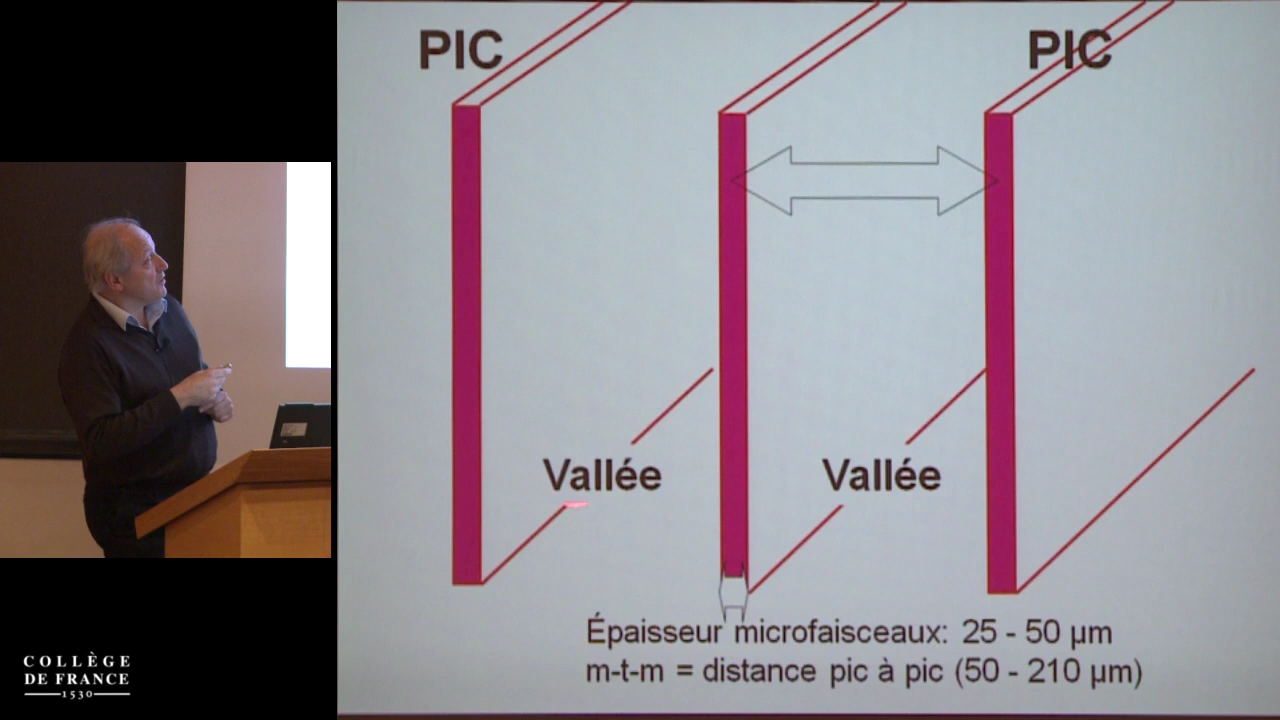 PIC
PIC
Vallée
Vallée
Épaisseur microfaisceaux: 25 - 50 µm
m-t-m = distance pic à pic (50 - 210 µm)
COLLÈGE
DE FRANCE
1530